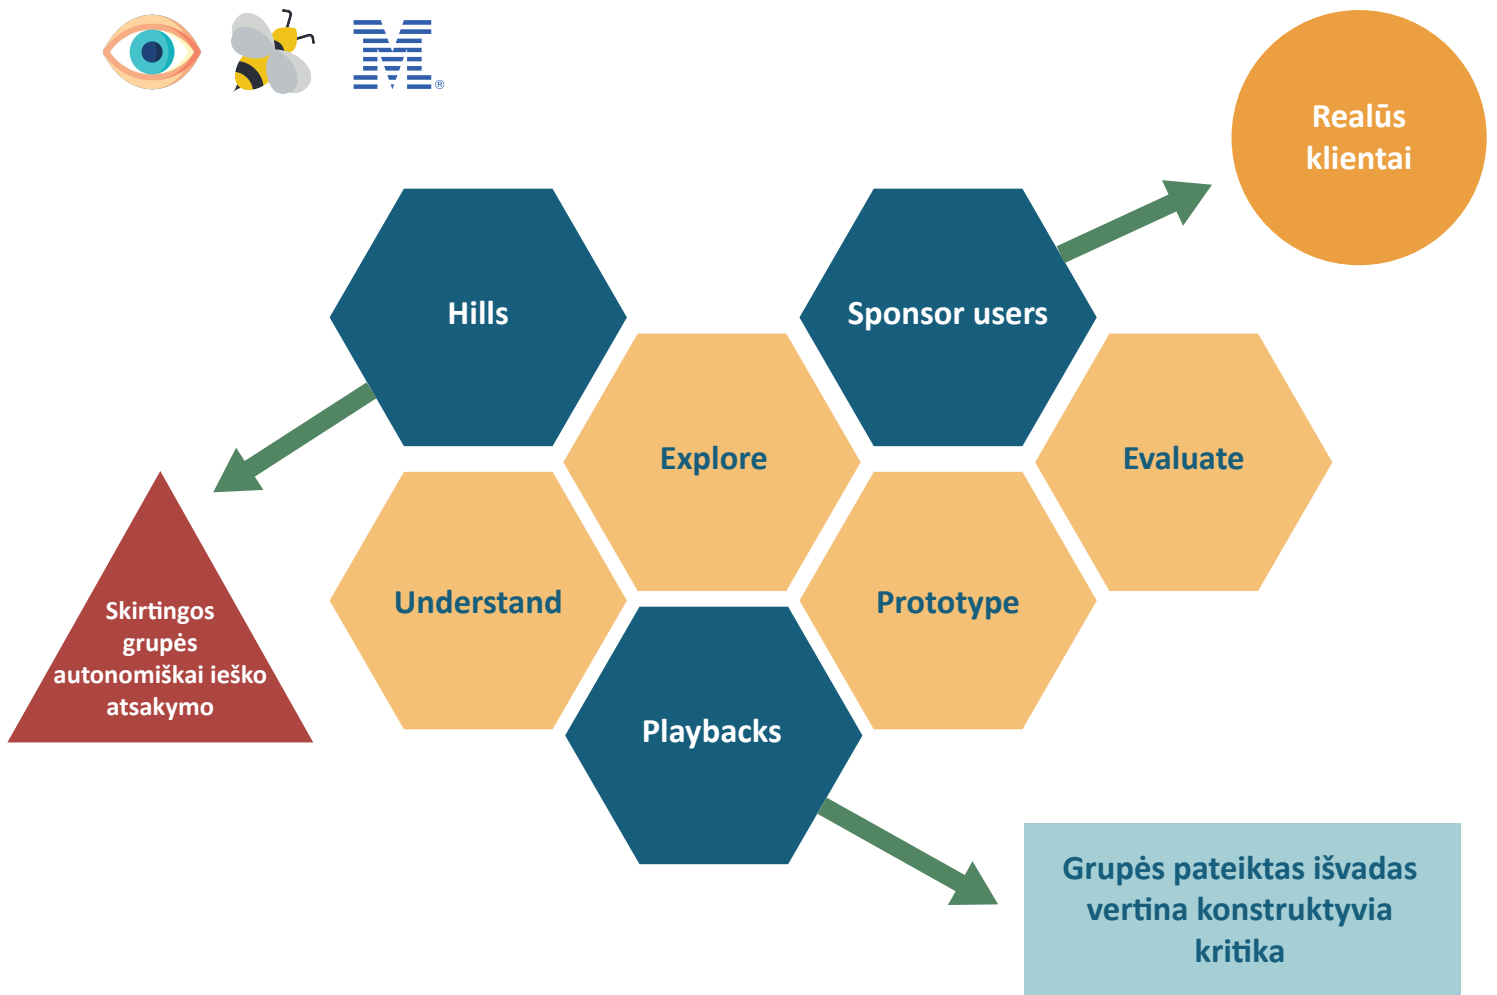 M®
Realūs
klientai
Hills
Sponsor users
Explore
Evaluate
Understand
Prototype
Skirtingos
grupės
autonomiškai ieško
atsakymo
Playbacks
Grupės pateiktas išvadas
vertina konstruktyvia
kritika